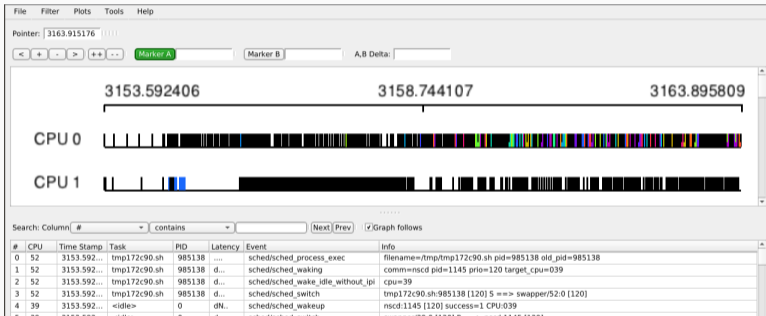 File Filter Plots Tools Help
Pointer: 3163.915176
< + - > ++ -- Marker A Marker B A,B Delta:
3153.592406 3158.744107 3163.895809
CPU 0
CPU 1
Search: Column # contains Next Prev Graph follows
# CPU Time Stamp Task PID Latency Event Info
0 52 3153.592... tmp172c90.sh 985138 .... sched/sched_process_exec filename=/tmp/tmp172c90.sh pid=985138 old_pid=985138
1 52 3153.592... tmp172c90.sh 985138 d... sched/sched_waking comm=nscd pid=1145 prio=120 target_cpu=039
2 52 3153.592... tmp172c90.sh 985138 d... sched/sched_wake_idle_without_ipi cpu=39
3 52 3153.592... tmp172c90.sh 985138 d... sched/sched_switch tmp172c90.sh:985138 [120] S ==> swapper/52:0 [120]
4 39 3153.592... <idle> 0 dN.. sched/sched_wakeup nscd:1145 [120] success=1 CPU:039